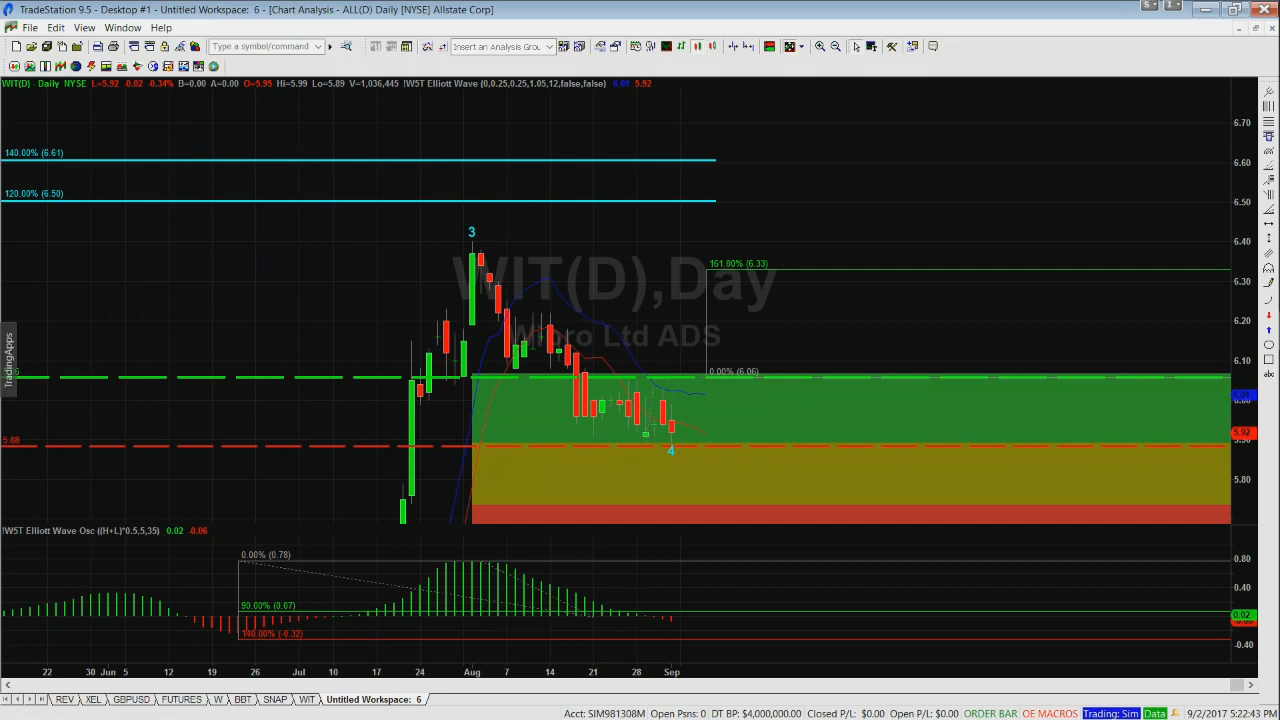 TradeStation 9.5 - Desktop #1 - Untitled Workspace: 6 - [Chart Analysis - ALL(D) Daily [NYSE] Allstate Corp]
File Edit View Window Help
Type a symbol/command Insert an Analysis Grou
WIT(D) - Daily NYSE L=5.92 -0.02 -0.34% B=0.00 A=0.00 O=5.95 Hi=5.99 Lo=5.89 V=1,036,445 !W5T Elliott Wave (0,0.25,0.25,1.05,12,false,false) 6.01 5.92
6.70
140.00% (6.61)
6.60
120.00% (6.50)
6.50
3
6.40
161.80% (6.33)
WIT(D),Day
6.30
Wipro Ltd ADS
6.20
TradingApps
6.10
0.00% (6.06)
6.01
5.92
4
5.80
!W5T Elliott Wave Osc ((H+L)*0.5,5,35) 0.02 -0.06
0.00% (0.78)
0.80
0.40
90.00% (0.07)
0.02
140.00% (-0.32)
-0.40
22 30 Jun 5 12 19 26 Jul 10 17 24 Aug 7 14 21 28 Sep
REV XEL GBPUSD FUTURES W BBT SNAP WIT Untitled Workspace: 6
Acct: SIM981308M Open Psns: 0 DT BP: $4,000,000.00 Closed P/L: $0.00 Open P/L: $0.00 ORDER BAR OE MACROS Trading: Sim Data 9/2/2017 5:22:43 PM